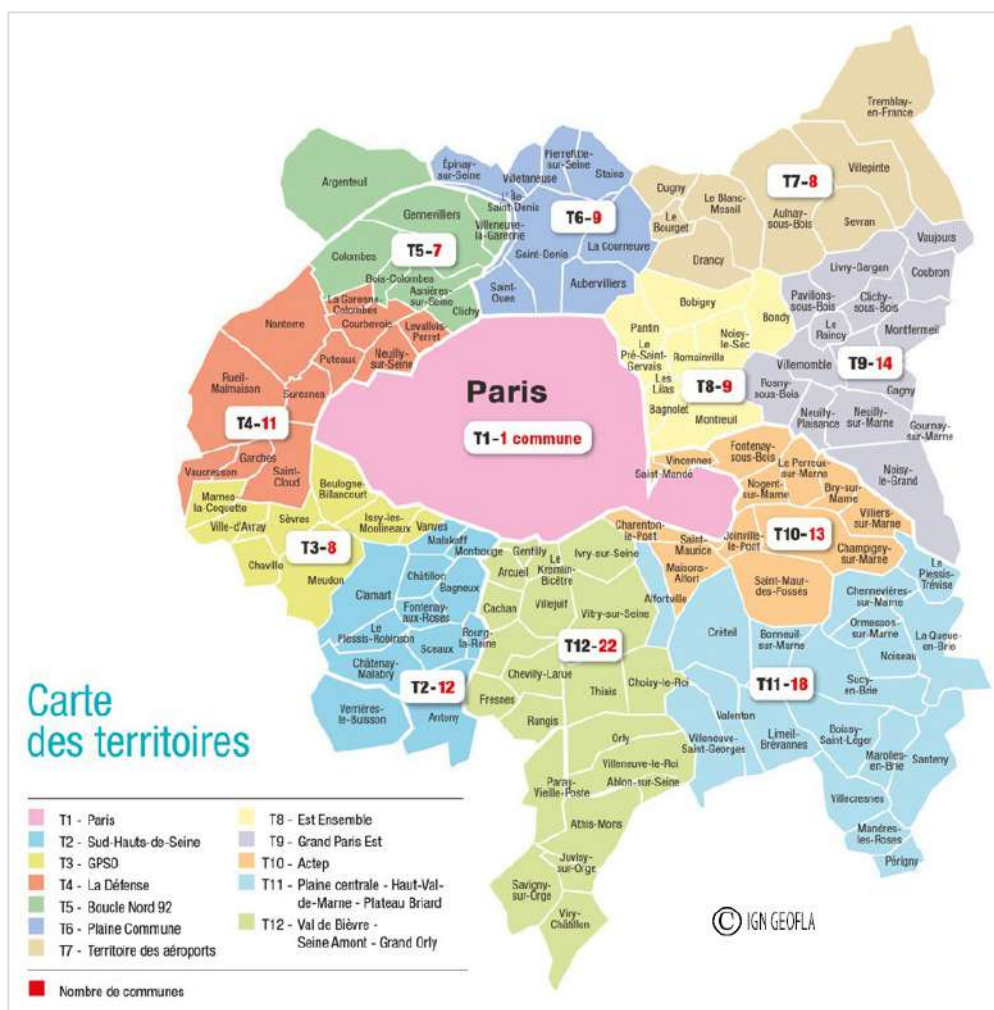 Tremblay-
en-France
Épinay-
sur-Seine
Pierrefitte-
sur-Seine
Villetaneuse
Stains
Argenteuil
L'Île
Saint-Denis
Gennevilliers
Villeneuve-
la-Garenne
T6-9
Dugny
Le Blanc-
Mesnil
T7-8
Villepinte
Le
Bourget
Aulnay-
sous-Bois
Sevran
Colombes
T5-7
Saint-Denis
La Courneuve
Drancy
Vaujours
Bois-Colombes
Asnières-
sur-Seine
Saint-
Ouen
Aubervilliers
Livry-Gargan
Coubron
La Garenne-
Colombes
Clichy
Bobigny
Bondy
Pavillons-
sous-Bois
Clichy-
sous-Bois
Nanterre
Courbevoie
Levallois-
Perret
Pantin
Noisy-
le-Sec
Le
Raincy
Montfermeil
Puteaux
Neuilly-
sur-Seine
Le
Pré-Saint-
Gervais
Romainville
Villemomble
T9-14
Rueil-
Malmaison
Suresnes
Paris
Les
Lilas
T8-9
Rosny-
sous-Bois
Gagny
T4-11
T1-1 commune
Bagnolet
Montreuil
Neuilly-
Plaisance
Neuilly-
sur-Marne
Gournay-
sur-Marne
Garches
Vaucresson
Saint-
Cloud
Vincennes
Saint-Mandé
Fontenay-
sous-Bois
Le Perreux-
sur-Marne
Noisy-
le-Grand
Marnes-
la-Coquette
Boulogne-
Billancourt
Nogent-
sur-Marne
Bry-sur-
Marne
Ville-d'Avray
Sèvres
Issy-les-
Moulineaux
Vanves
Charenton-
le-Pont
Saint-
Maurice
Joinville-
le-Pont
T10-13
Villiers-
sur-Marne
T3-8
Malakoff
Montrouge
Gentilly
Ivry-sur-Seine
Champigny-
sur-Marne
Chaville
Meudon
Châtillon
Bagneux
Arcueil
Le
Kremlin-
Bicêtre
Maisons-
Alfort
Saint-Maur-
des-Fossés
Le
Plessis-
Trévise
Clamart
Fontenay-
aux-Roses
Cachan
Villejuif
Vitry-sur-Seine
Alfortville
Chennevières-
sur-Marne
Le
Plessis-Robinson
Sceaux
Bourg-
la-Reine
Créteil
Bonneuil-
sur-Marne
Ormesson-
sur-Marne
La Queue-
en-Brie
T12-22
Noiseau
Châtenay-
Malabry
T2-12
Chevilly-Larue
Thiais
Choisy-le-Roi
T11-18
Sucy-
en-Brie
Verrières-
le-Buisson
Antony
Fresnes
Rungis
Valenton
Limeil-
Brévannes
Boissy-
Saint-Léger
Orly
Villeneuve-
Saint-Georges
Marolles-
en-Brie
Santeny
Villeneuve-le-Roi
Paray-
Vieille-Poste
Ablon-sur-Seine
Villecresnes
Athis-Mons
Mandres-
les-Roses
Périgny
Juvisy-
sur-Orge
Savigny-
sur-Orge
Viry-
Châtillon
Carte
des territoires
T1 - Paris
T2 - Sud-Hauts-de-Seine
T3 - GPSO
T4 - La Défense
T5 - Boucle Nord 92
T6 - Plaine Commune
T7 - Territoire des aéroports
T8 - Est Ensemble
T9 - Grand Paris Est
T10 - Actep
T11 - Plaine centrale - Haut-Val-
de-Marne - Plateau Briard
T12 - Val de Bièvre -
Seine Amont - Grand Orly
Nombre de communes
© IGN GEOFLA